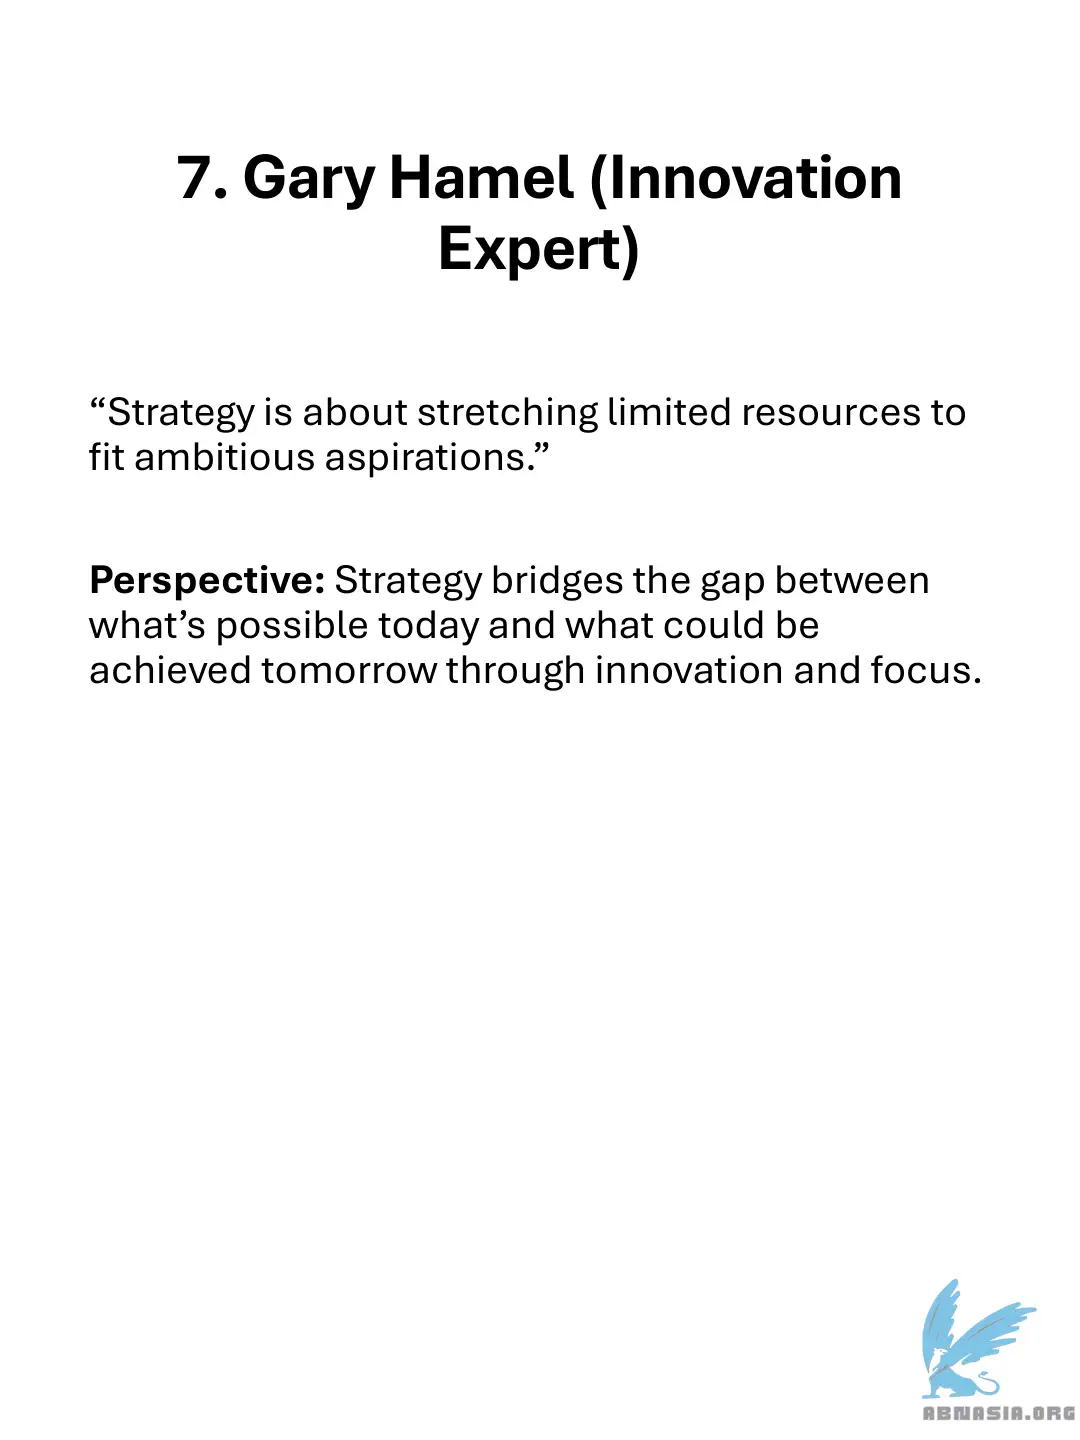 7. Gary Hamel (Innovation
Expert)
“Strategy is about stretching limited resources to
fit ambitious aspirations.”
Perspective: Strategy bridges the gap between
what’s possible today and what could be
achieved tomorrow through innovation and focus.
ABNASIA.ORG